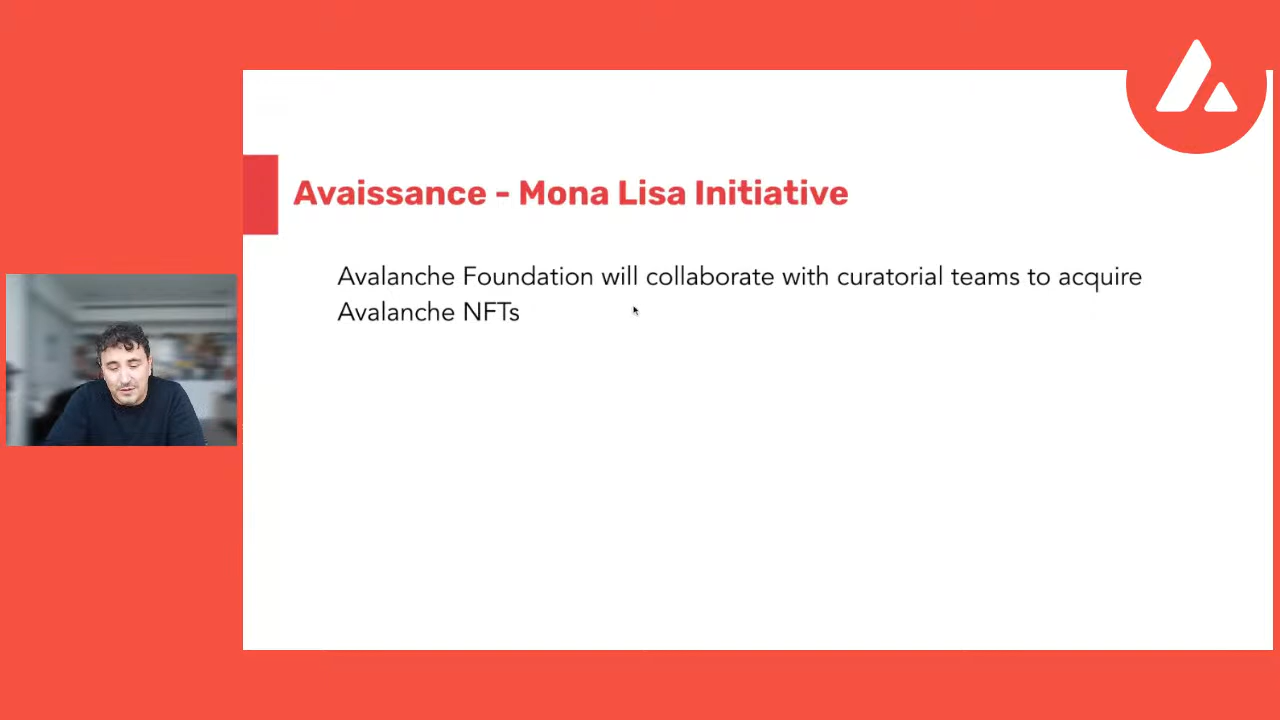 Avaissance - Mona Lisa Initiative
Avalanche Foundation will collaborate with curatorial teams to acquire
Avalanche NFTs